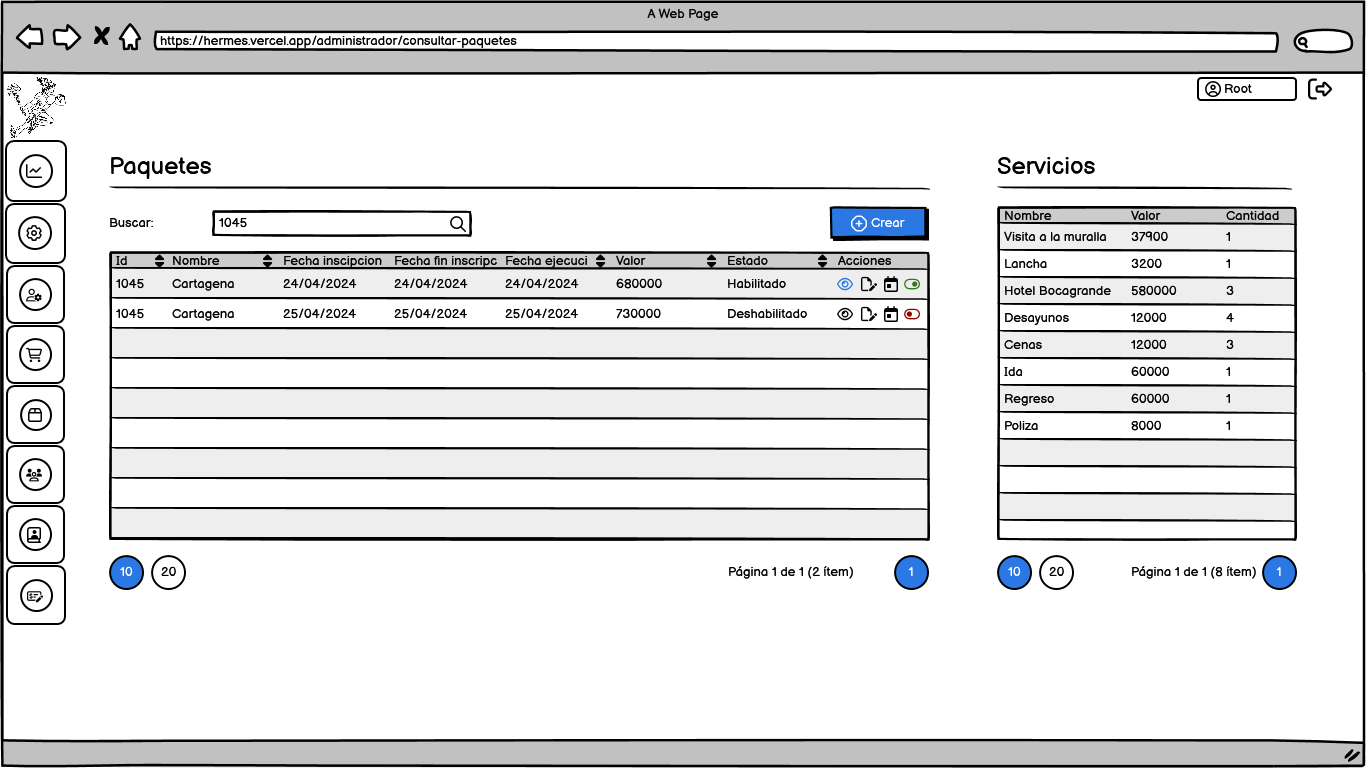 A Web Page
https://hermes.vercel.app/administrador/consultar-paquetes
Root
Paquetes
Buscar: 1045
Crear
Id Nombre Fecha inscipcion Fecha fin inscripc Fecha ejecuci Valor Estado Acciones
1045 Cartagena 24/04/2024 24/04/2024 24/04/2024 680000 Habilitado
1045 Cartagena 25/04/2024 25/04/2024 25/04/2024 730000 Deshabilitado
10 20 Página 1 de 1 (2 ítem) 1
Servicios
Nombre Valor Cantidad
Visita a la muralla 37900 1
Lancha 3200 1
Hotel Bocagrande 580000 3
Desayunos 12000 4
Cenas 12000 3
Ida 60000 1
Regreso 60000 1
Poliza 8000 1
10 20 Página 1 de 1 (8 ítem) 1